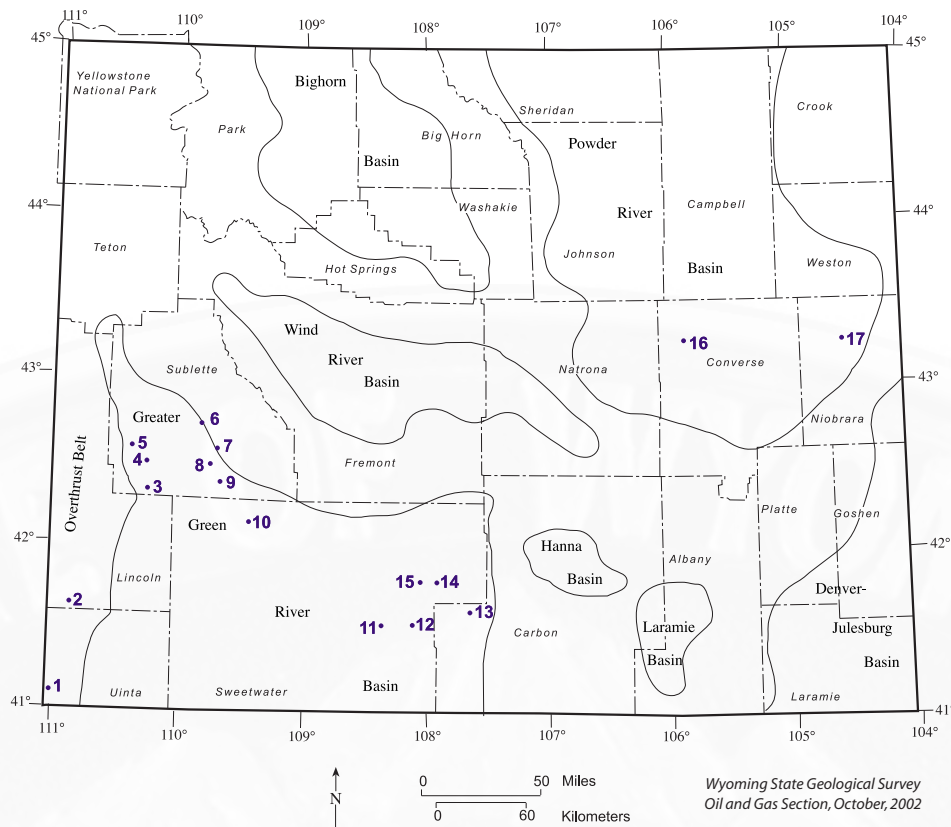 111° 110° 109° 108° 107° 106° 105° 104°
45° 45°
Yellowstone
National Park
Bighorn
Sheridan
Crook
Park
Big Horn
Powder
Basin
44° 44°
Washakie
River
Campbell
Teton
Johnson
Weston
Hot Springs
Basin
Wind
16
17
River
Converse
43° 43°
Sublette
Basin
Natrona
Greater
6
Niobrara
5
7
4
8
Fremont
Overthrust Belt
3
9
Green
10
Platte
Goshen
42° 42°
Hanna
Albany
Lincoln
15
14
Basin
Denver-
2
River
13
11
12
Carbon
Laramie
Julesburg
Basin
Basin
1
Uinta
Sweetwater
Basin
Laramie
41° 41°
111° 110° 109° 108° 107° 106° 105° 104°
N
0 50 Miles
0 60 Kilometers
Wyoming State Geological Survey
Oil and Gas Section, October, 2002